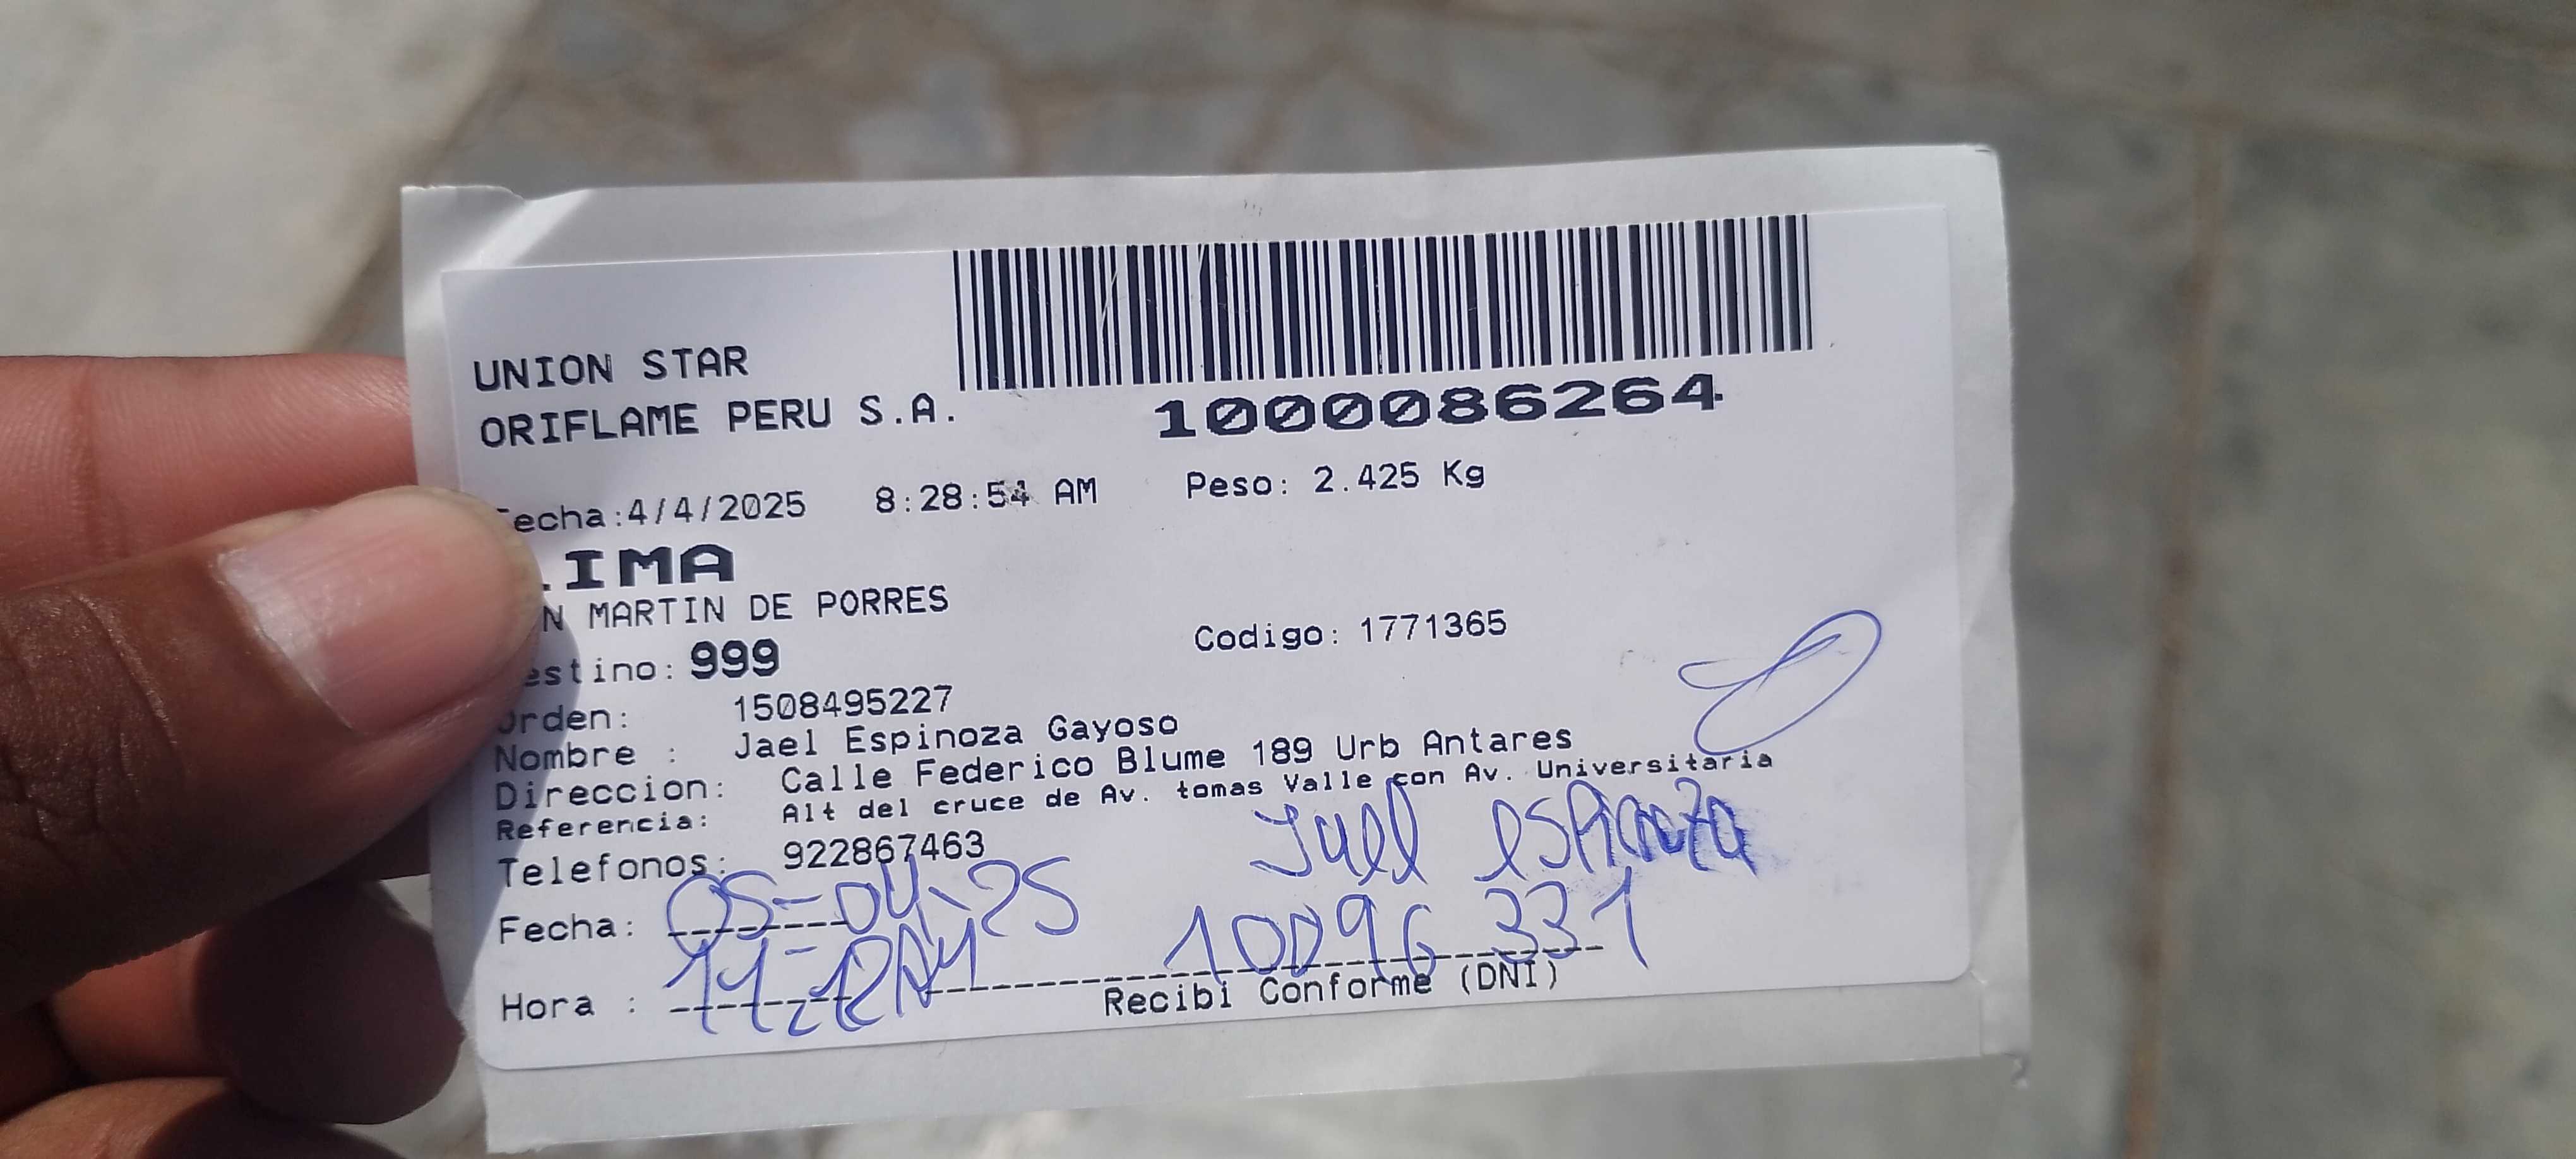 UNION STAR
ORIFLAME PERU S.A.
1000086264
echa:4/4/2025 8:28:54 AM Peso: 2.425 Kg
IMA
N MARTIN DE PORRES
estino: 999 Codigo: 1771365
Orden: 1508495227
Nombre : Jael Espinoza Gayoso
Direccion: Calle Federico Blume 189 Urb Antares
Referencia: Alt del cruce de Av. tomas Valle con Av. Universitaria
Telefonos: 922867463
Jael espinoza
Fecha: 05-04-25
10096331
Hora :
Recibi Conforme (DNI)